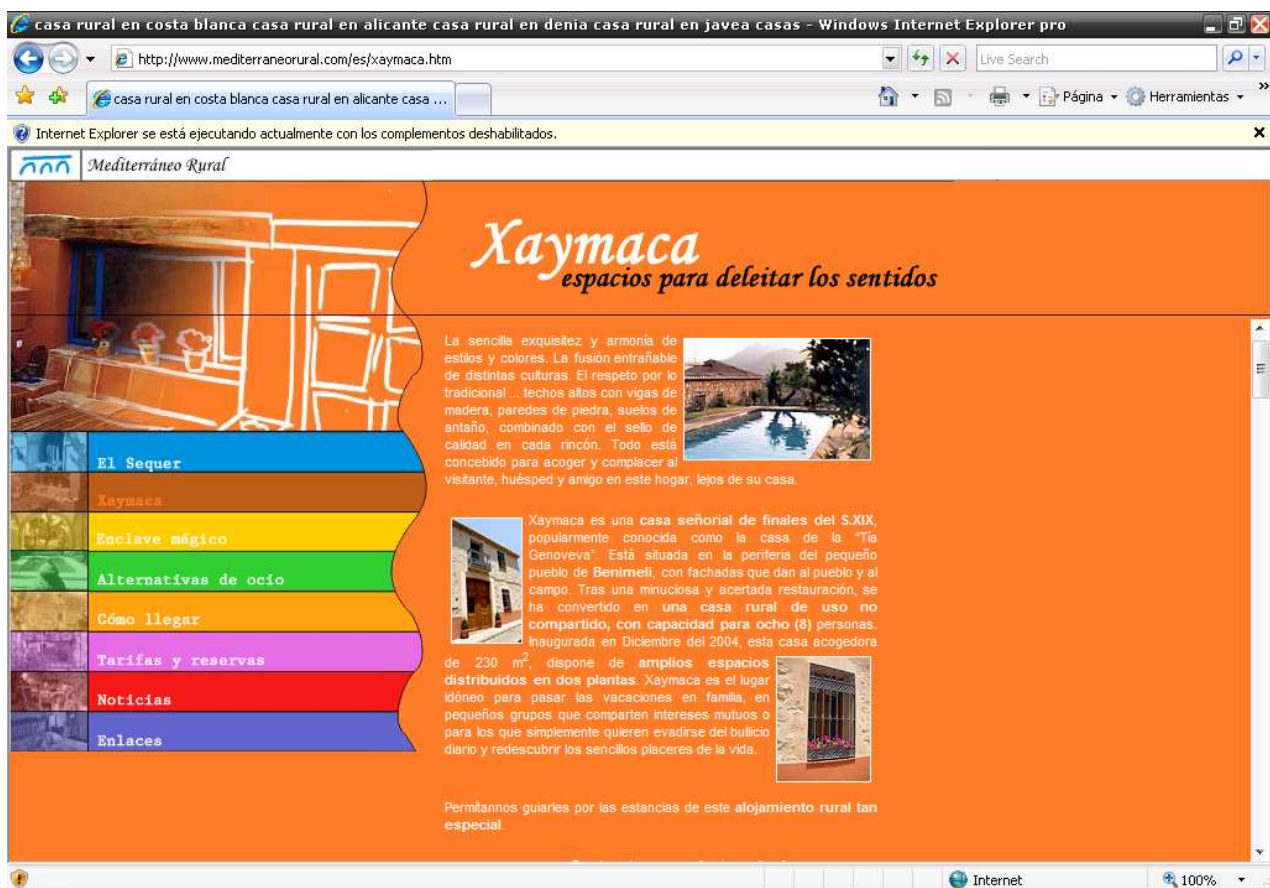 casa rural en costa blanca casa rural en alicante casa rural en denia casa rural en javea casas - Windows Internet Explorer pro
http://www.mediterraneorural.com/es/xaymaca.htm
Live Search
casa rural en costa blanca casa rural en alicante casa ...
Página
Herramientas
»
Internet Explorer se está ejecutando actualmente con los complementos deshabilitados.
Mediterráneo Rural
Xaymaca
espacios para deleitar los sentidos
El Sequer
Xaymaca
Enclave mágico
Alternativas de ocio
Cómo llegar
Tarifas y reservas
Noticias
Enlaces
La sencilla exquisitez y armonía de
estilos y colores. La fusión entrañable
de distintas culturas. El respeto por lo
tradicional ... techos altos con vigas de
madera, paredes de piedra, suelos de
antaño, combinado con el sello de
calidad en cada rincón. Todo está
concebido para acoger y complacer al
visitante, huésped y amigo en este hogar, lejos de su casa.
Xaymaca es una casa señorial de finales del S.XIX,
popularmente conocida como la casa de la "Tía
Genoveva". Está situada en la periferia del pequeño
pueblo de Benimeli, con fachadas que dan al pueblo y al
campo. Tras una minuciosa y acertada restauración, se
ha convertido en una casa rural de uso no
compartido, con capacidad para ocho (8) personas.
Inaugurada en Diciembre del 2004, esta casa acogedora
de 230 m², dispone de amplios espacios
distribuidos en dos plantas. Xaymaca es el lugar
idóneo para pasar las vacaciones en familia, en
pequeños grupos que comparten intereses mutuos o
para los que simplemente quieren evadirse del bullicio
diario y redescubrir los sencillos placeres de la vida.
Permítannos guiarles por las estancias de este alojamiento rural tan
especial.
Internet
100%